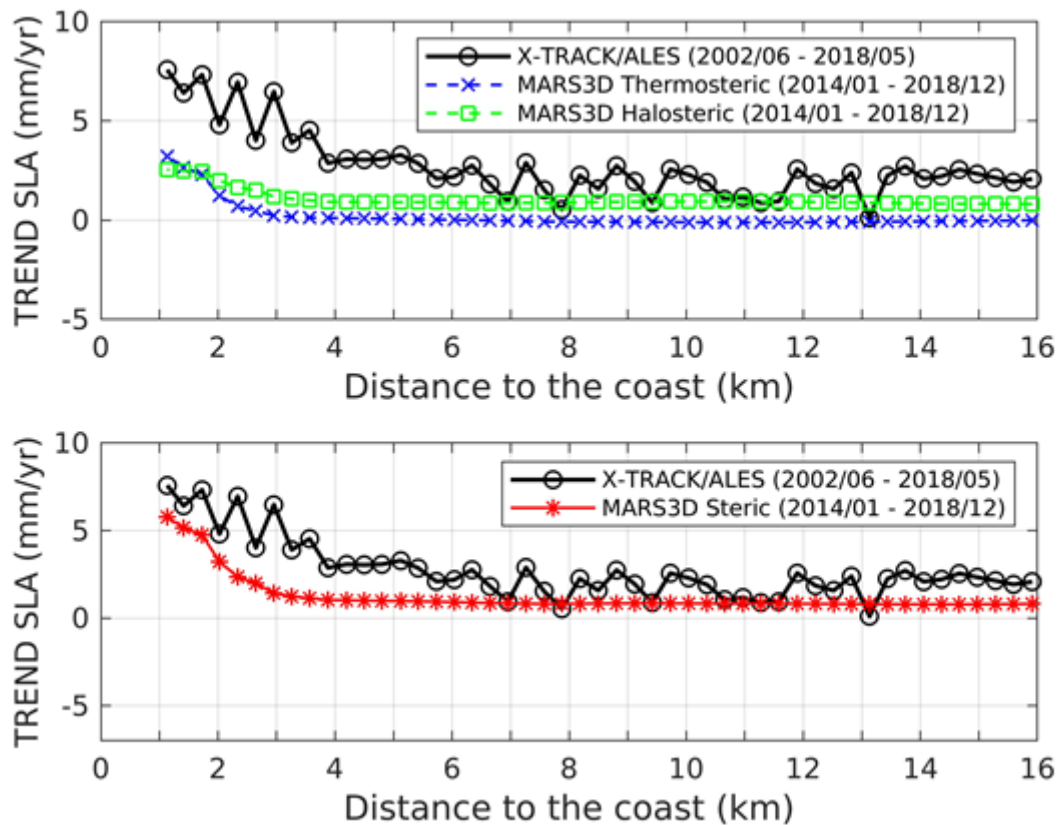 10
5
0
-5
TREND SLA (mm/yr)
X-TRACK/ALES (2002/06 - 2018/05)
MARS3D Thermosteric (2014/01 - 2018/12)
MARS3D Halosteric (2014/01 - 2018/12)
0 2 4 6 8 10 12 14 16
Distance to the coast (km)
10
5
0
-5
TREND SLA (mm/yr)
X-TRACK/ALES (2002/06 - 2018/05)
MARS3D Steric (2014/01 - 2018/12)
0 2 4 6 8 10 12 14 16
Distance to the coast (km)